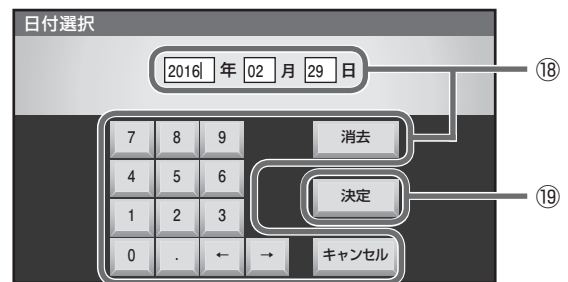 日付選択
2016 年 02 月 29 日
⑱
7 8 9 消去
4 5 6
決定
⑲
1 2 3
0 . ← → キャンセル